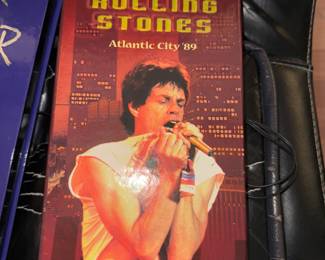 ROLLING
STONES
Atlantic City '89